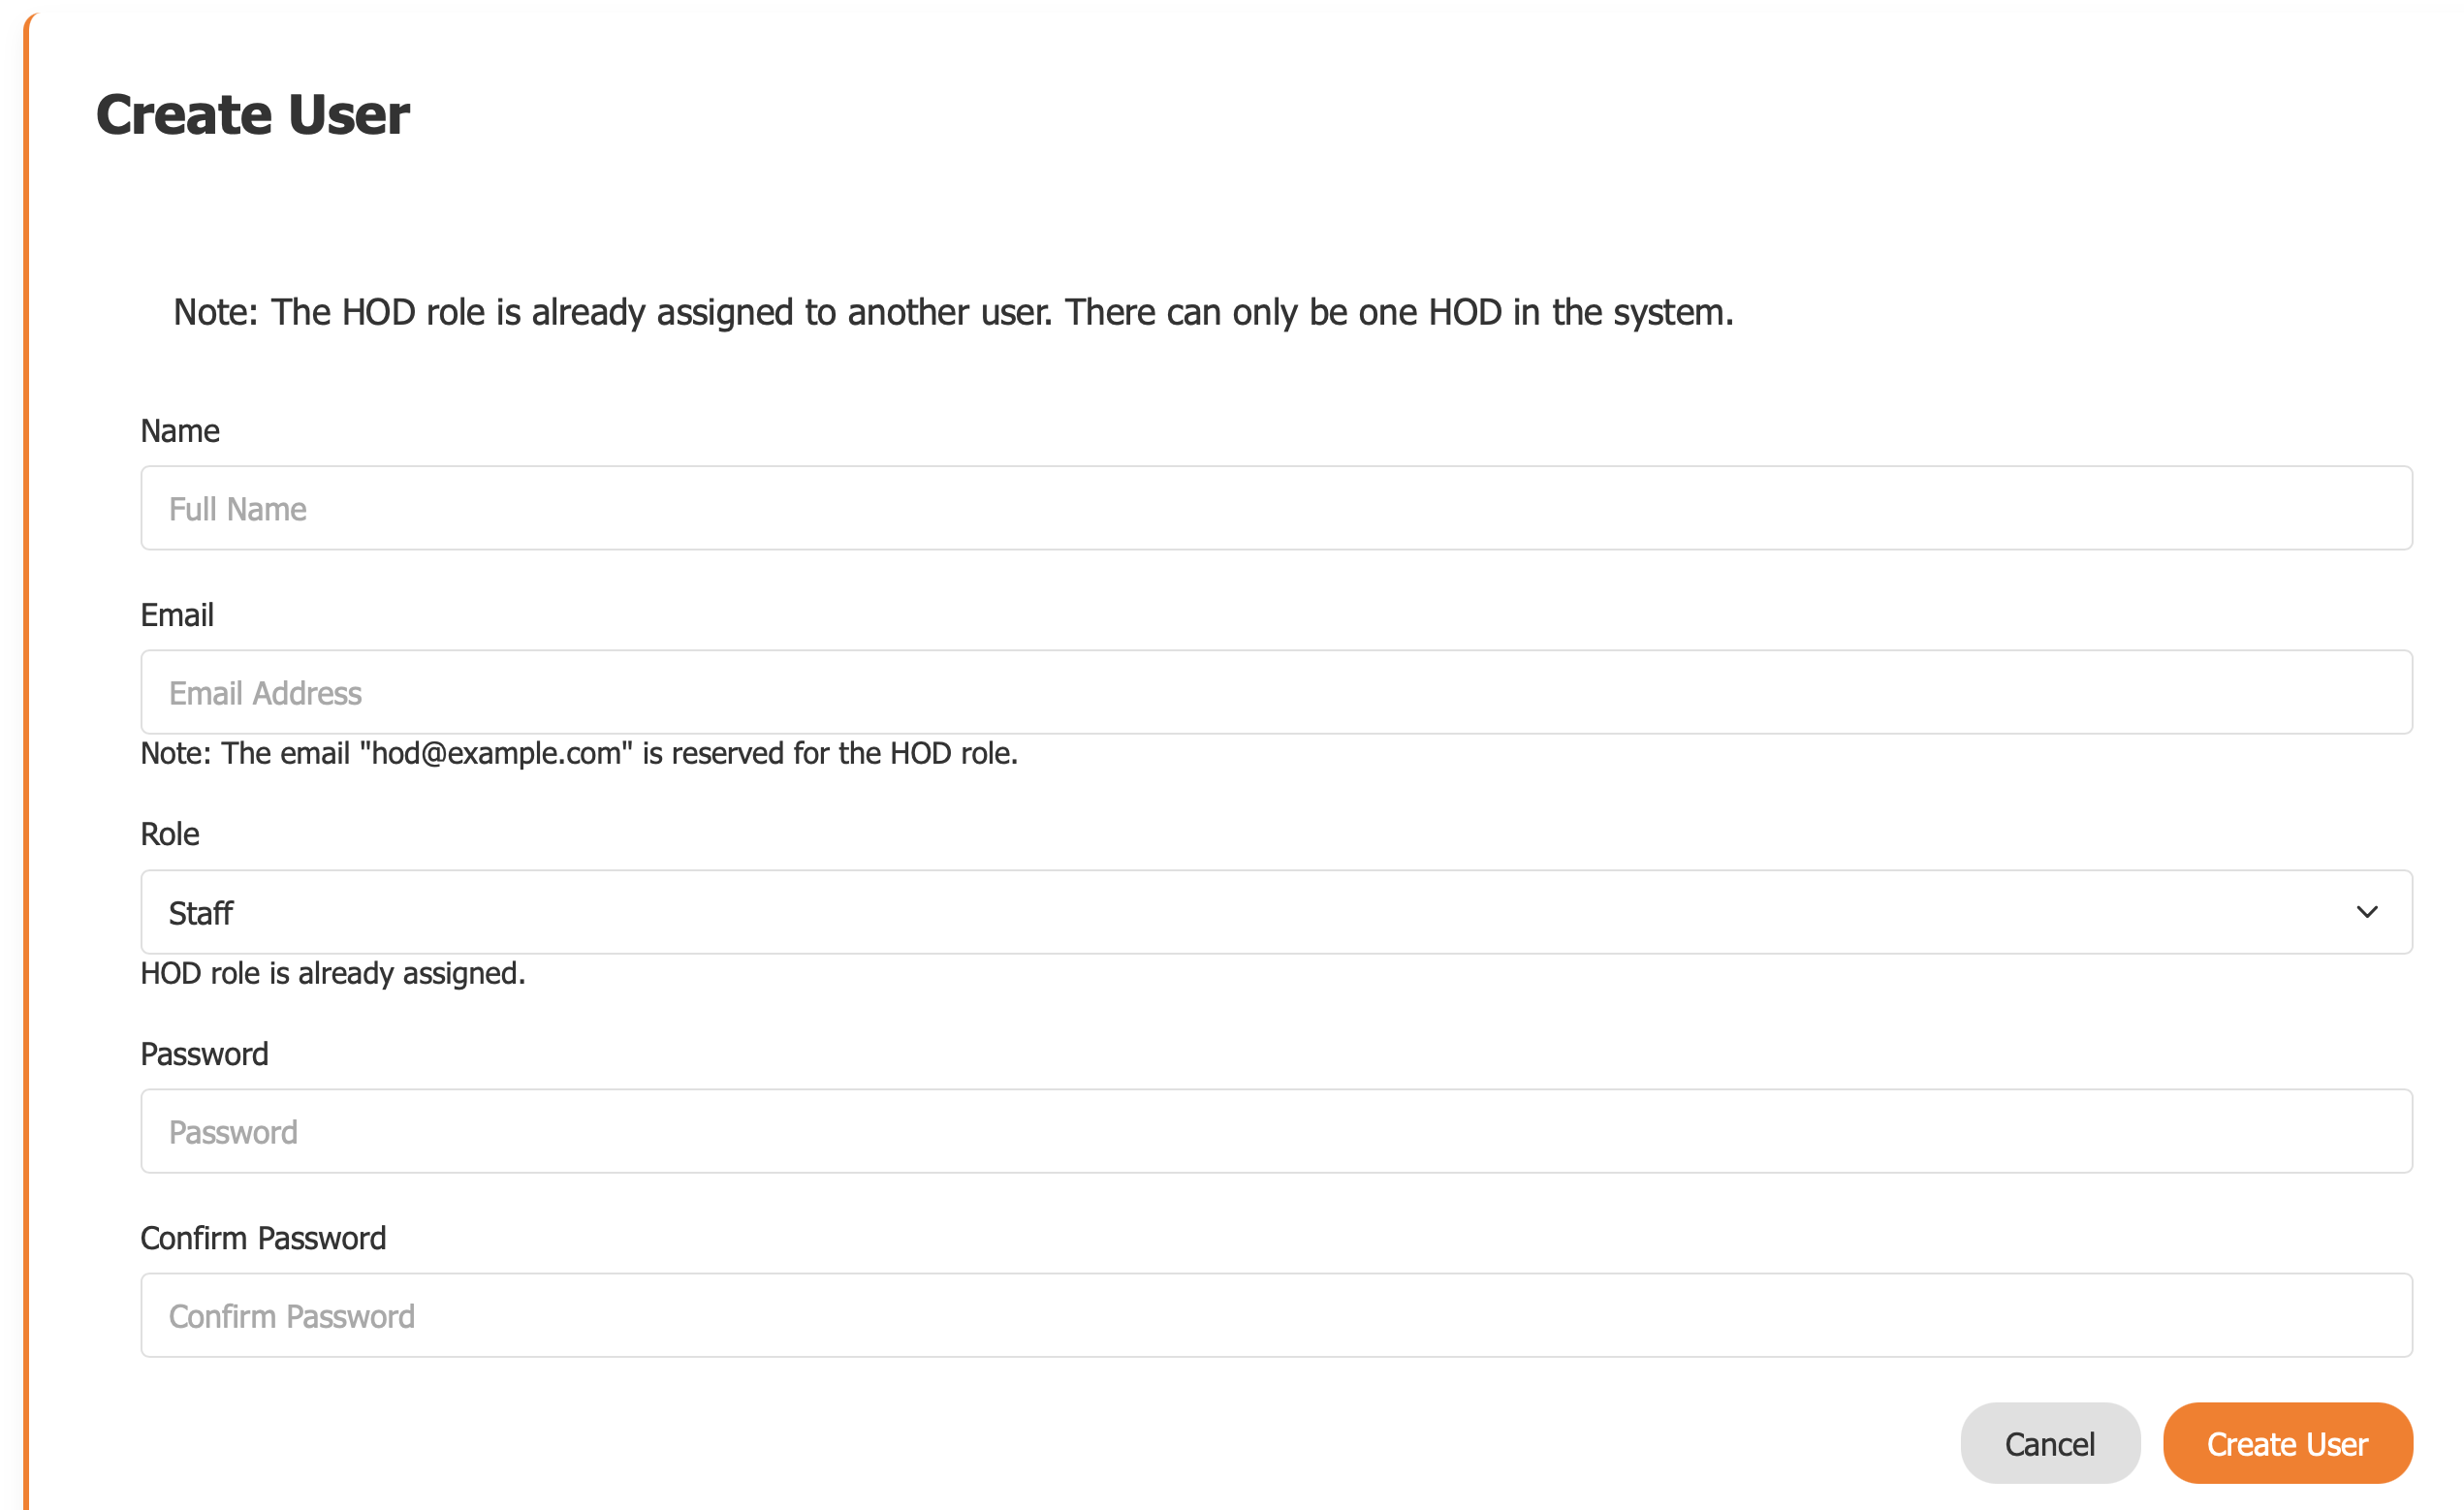 Create User
Note: The HOD role is already assigned to another user. There can only be one HOD in the system.
Name
Full Name
Email
Email Address
Note: The email "hod@example.com" is reserved for the HOD role.
Role
Staff
HOD role is already assigned.
Password
Password
Confirm Password
Confirm Password
Cancel
Create User